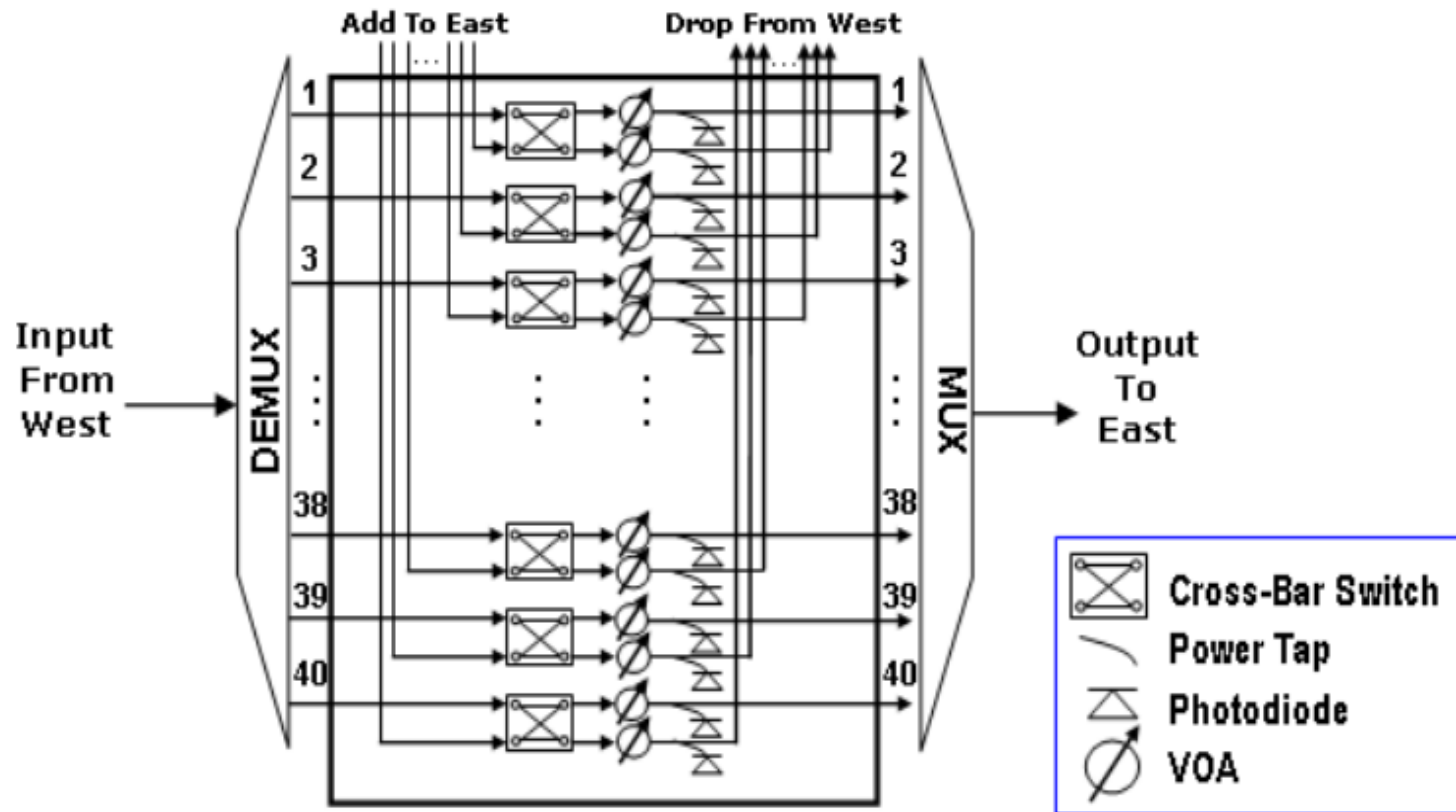 Add To East
Drop From West
...
...
1
1
2
2
3
3
Input
From
West
DEMUX
MUX
Output
To
East
38
38
39
39
40
40
Cross-Bar Switch
Power Tap
Photodiode
VOA